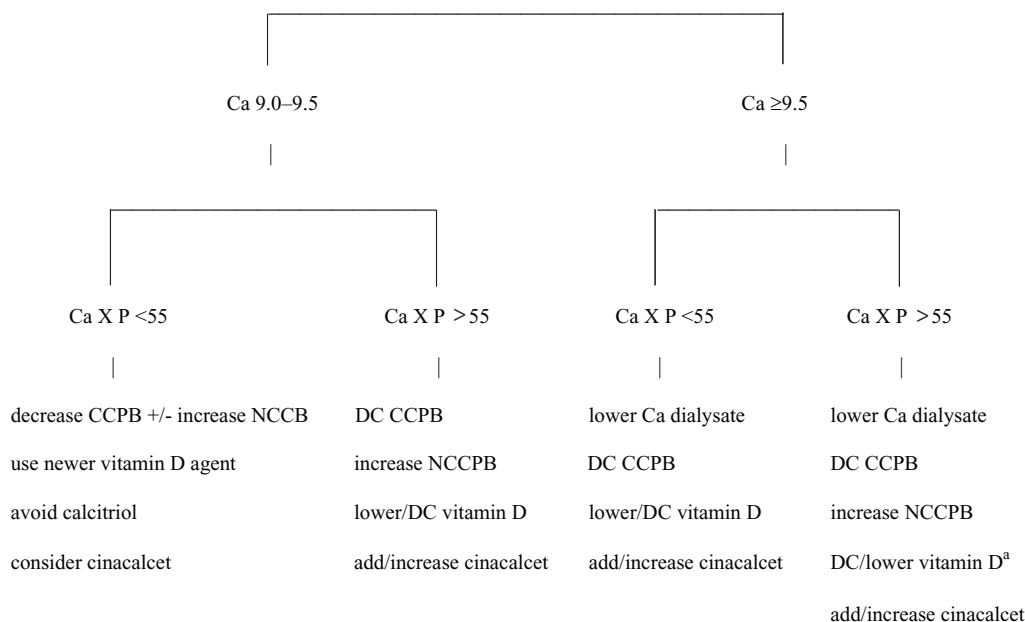 Ca 9.0–9.5
Ca ≥9.5
Ca X P <55
Ca X P >55
Ca X P <55
Ca X P >55
decrease CCPB +/- increase NCCB
use newer vitamin D agent
avoid calcitriol
consider cinacalcet
DC CCPB
increase NCCPB
lower/DC vitamin D
add/increase cinacalcet
lower Ca dialysate
DC CCPB
lower/DC vitamin D
add/increase cinacalcet
lower Ca dialysate
DC CCPB
increase NCCPB
DC/lower vitamin Dᵃ
add/increase cinacalcet